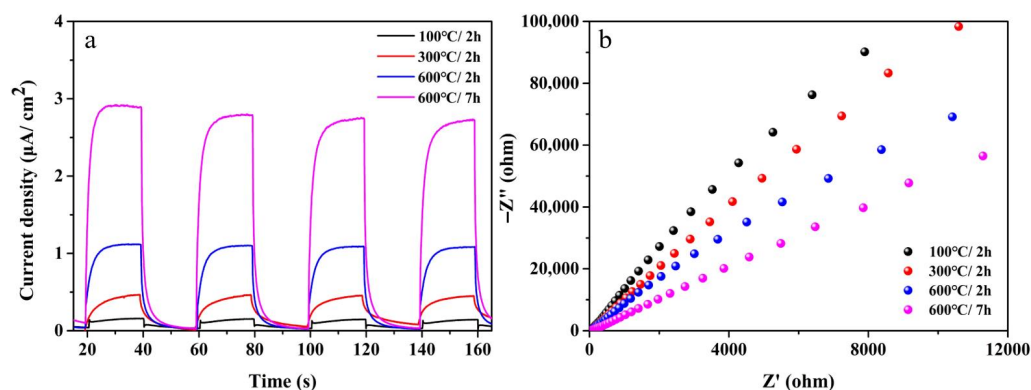 a
100℃/ 2h
300℃/ 2h
600℃/ 2h
600℃/ 7h
4
3
2
1
0
Current density (μA/ cm²)
20 40 60 80 100 120 140 160
Time (s)
b
100,000
80,000
60,000
40,000
20,000
0
−Z'' (ohm)
100℃/ 2h
300℃/ 2h
600℃/ 2h
600℃/ 7h
0 4000 8000 12000
Z' (ohm)